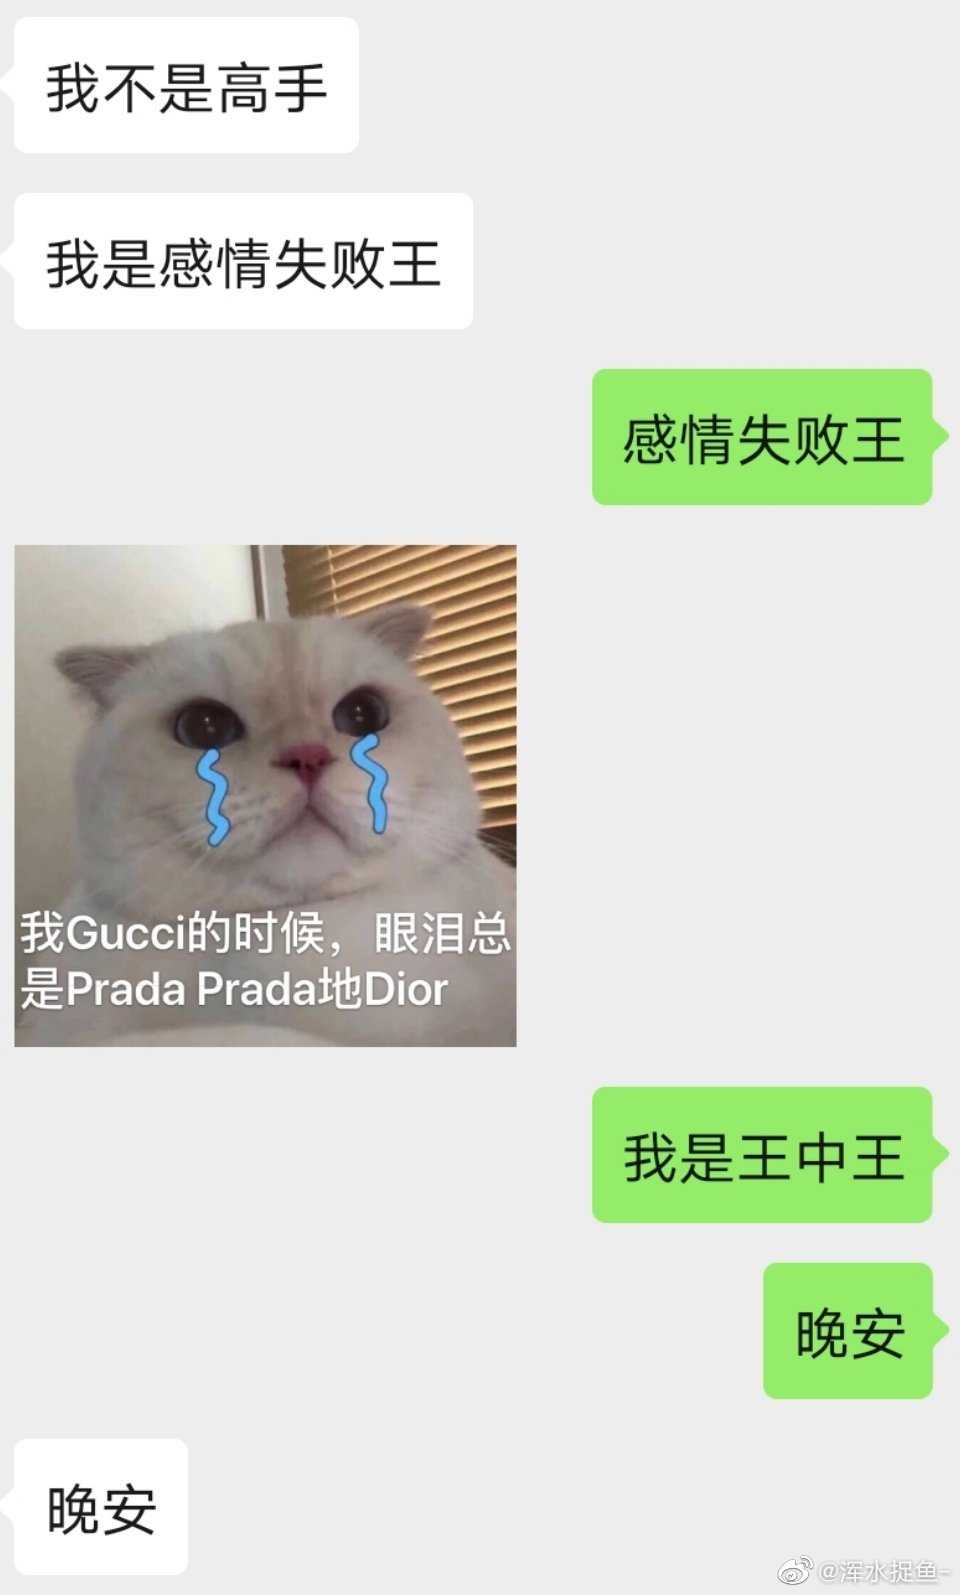 我不是高手
我是感情失败王
感情失败王
我Gucci的时候，眼泪总
是Prada Prada地Dior
我是王中王
晚安
晚安
@浑水捉鱼-